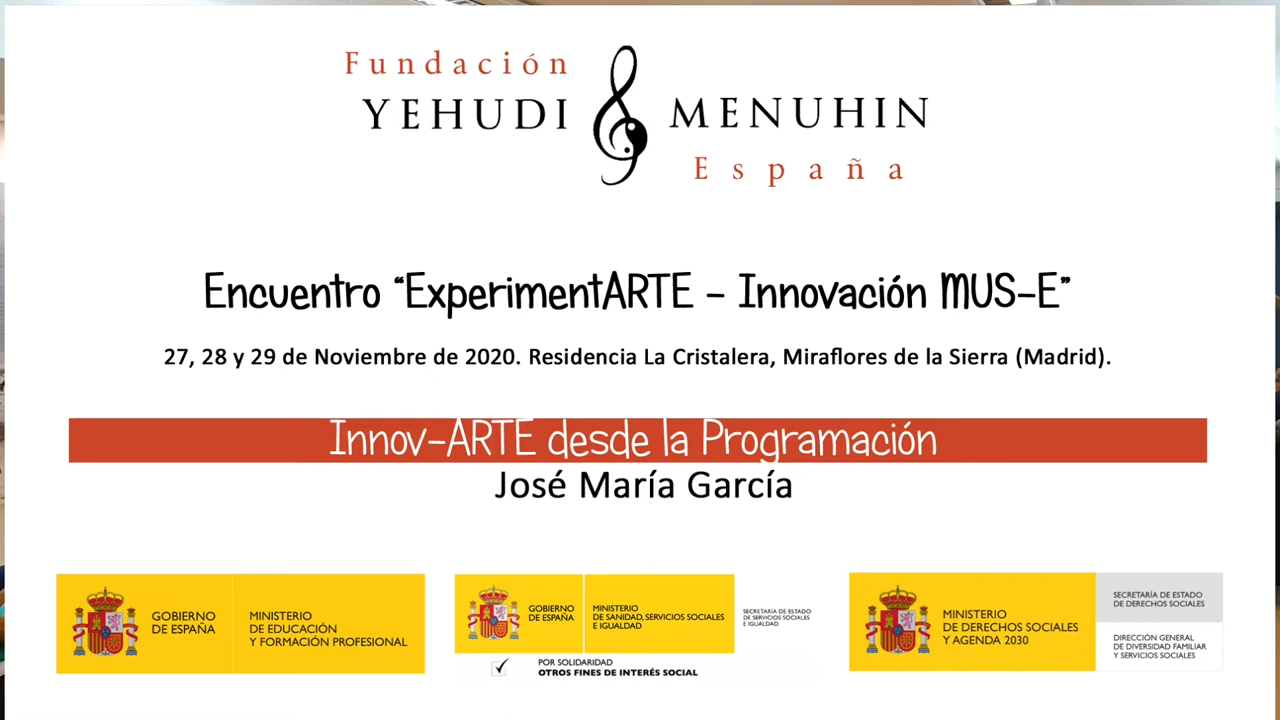 Fundación
YEHUDI MENUHIN
España
Encuentro “ExperimentARTE – Innovación MUS-E”
27, 28 y 29 de Noviembre de 2020. Residencia La Cristalera, Miraflores de la Sierra (Madrid).
Innov-ARTE desde la Programación
José María García
GOBIERNO
DE ESPAÑA
MINISTERIO
DE EDUCACIÓN
Y FORMACIÓN PROFESIONAL
GOBIERNO
DE ESPAÑA
MINISTERIO
DE SANIDAD, SERVICIOS SOCIALES
E IGUALDAD
SECRETARÍA DE ESTADO
DE SERVICIOS SOCIALES
E IGUALDAD
POR SOLIDARIDAD
OTROS FINES DE INTERÉS SOCIAL
MINISTERIO
DE DERECHOS SOCIALES
Y AGENDA 2030
SECRETARÍA DE ESTADO
DE DERECHOS SOCIALES
DIRECCIÓN GENERAL
DE DIVERSIDAD FAMILIAR
Y SERVICIOS SOCIALES